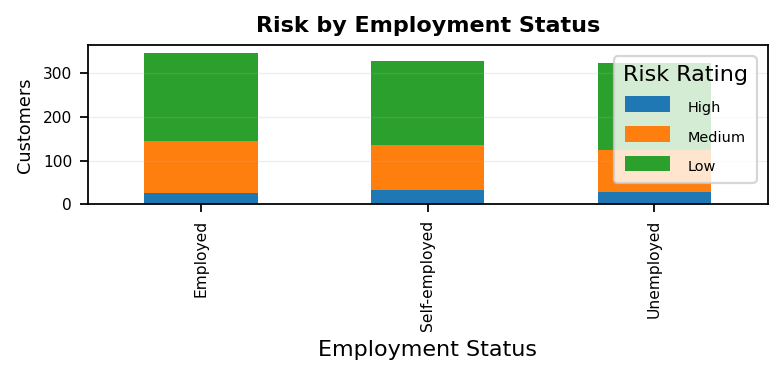 Risk by Employment Status
Customers
300
200
100
0
Risk Rating
High
Medium
Low
Employed
Self-employed
Unemployed
Employment Status